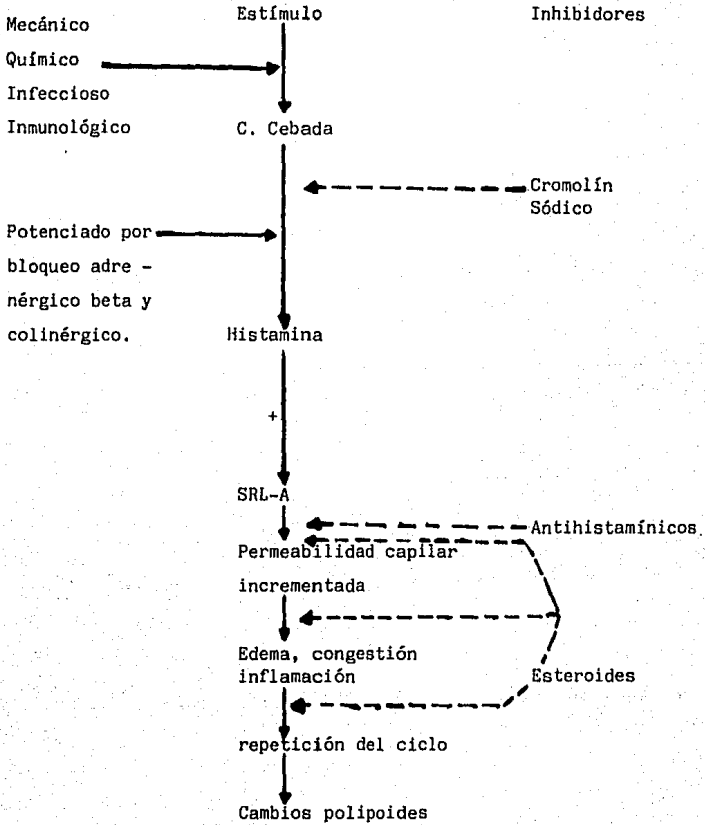 Mecánico
Estímulo
Inhibidores
Químico
Infeccioso
Inmunológico
C. Cebada
Cromolín
Sódico
Potenciado por
bloqueo adre -
nérgico beta y
colinérgico.
Histamina
+
SRL-A
Antihistamínicos
Permeabilidad capilar
incrementada
Edema, congestión
inflamación
Esteroides
repetición del ciclo
Cambios polipoides